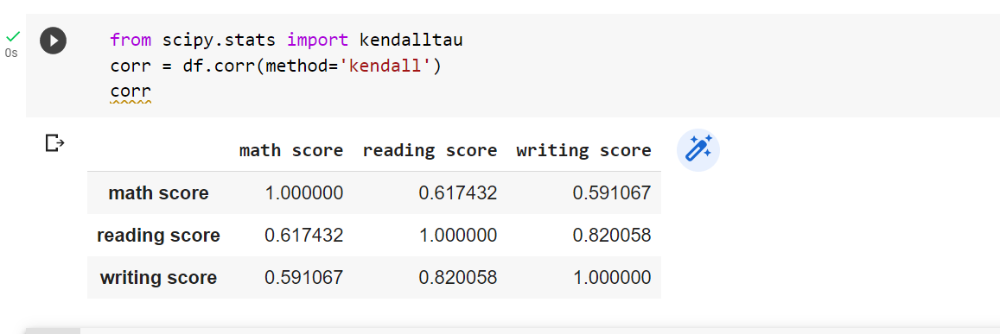 from scipy.stats import kendalltau
0s
corr = df.corr(method='kendall')
corr
math score reading score writing score
math score 1.000000 0.617432 0.591067
reading score 0.617432 1.000000 0.820058
writing score 0.591067 0.820058 1.000000